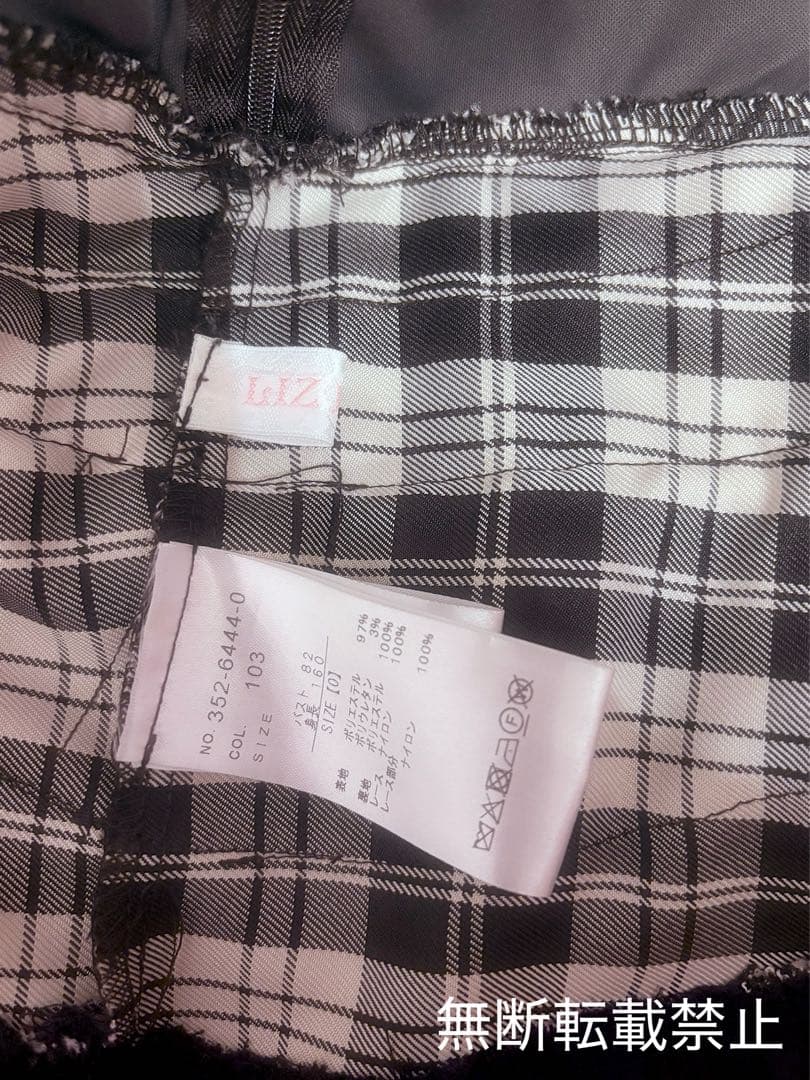 LIZ
NO. 352-6444-0
COL. 103
SIZE
バスト 82
身長 160
SIZE [0]
表地 ポリエステル 97%
ポリウレタン 3%
裏地 ポリエステル 100%
レース ナイロン 100%
レース部分
ナイロン 100%
F
無断転載禁止